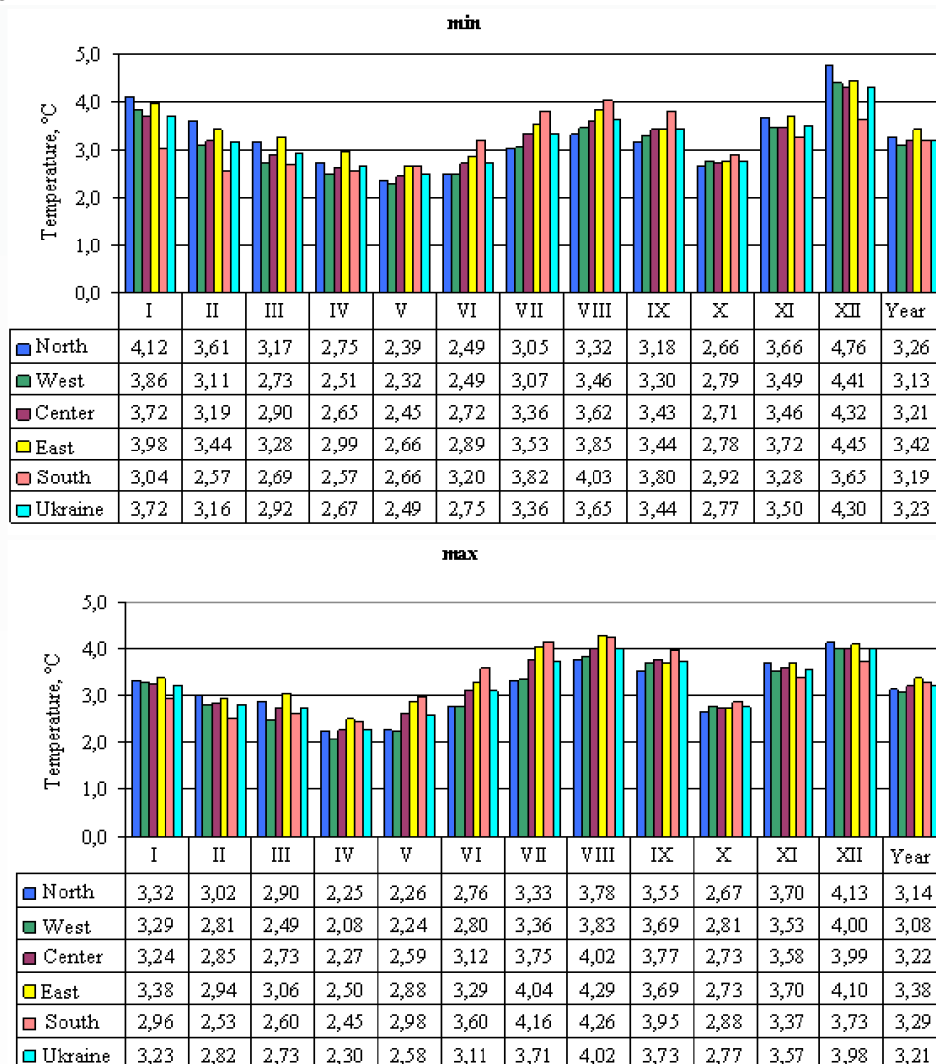 min
Temperature, °C
5,0
4,0
3,0
2,0
1,0
0,0
I II III IV V VI VII VIII IX X XI XII Year
North 4,12 3,61 3,17 2,75 2,39 2,49 3,05 3,32 3,18 2,66 3,66 4,76 3,26
West 3,86 3,11 2,73 2,51 2,32 2,49 3,07 3,46 3,30 2,79 3,49 4,41 3,13
Center 3,72 3,19 2,90 2,65 2,45 2,72 3,36 3,62 3,43 2,71 3,46 4,32 3,21
East 3,98 3,44 3,28 2,99 2,66 2,89 3,53 3,85 3,44 2,78 3,72 4,45 3,42
South 3,04 2,57 2,69 2,57 2,66 3,20 3,82 4,03 3,80 2,92 3,28 3,65 3,19
Ukraine 3,72 3,16 2,92 2,67 2,49 2,75 3,36 3,65 3,44 2,77 3,50 4,30 3,23
max
Temperature, °C
5,0
4,0
3,0
2,0
1,0
0,0
I II III IV V VI VII VIII IX X XI XII Year
North 3,32 3,02 2,90 2,25 2,26 2,76 3,33 3,78 3,55 2,67 3,70 4,13 3,14
West 3,29 2,81 2,49 2,08 2,24 2,80 3,36 3,83 3,69 2,81 3,53 4,00 3,08
Center 3,24 2,85 2,73 2,27 2,59 3,12 3,75 4,02 3,77 2,73 3,58 3,99 3,22
East 3,38 2,94 3,06 2,50 2,88 3,29 4,04 4,29 3,69 2,73 3,70 4,10 3,38
South 2,96 2,53 2,60 2,45 2,98 3,60 4,16 4,26 3,95 2,88 3,37 3,73 3,29
Ukraine 3,23 2,82 2,73 2,30 2,58 3,11 3,71 4,02 3,73 2,77 3,57 3,98 3,21